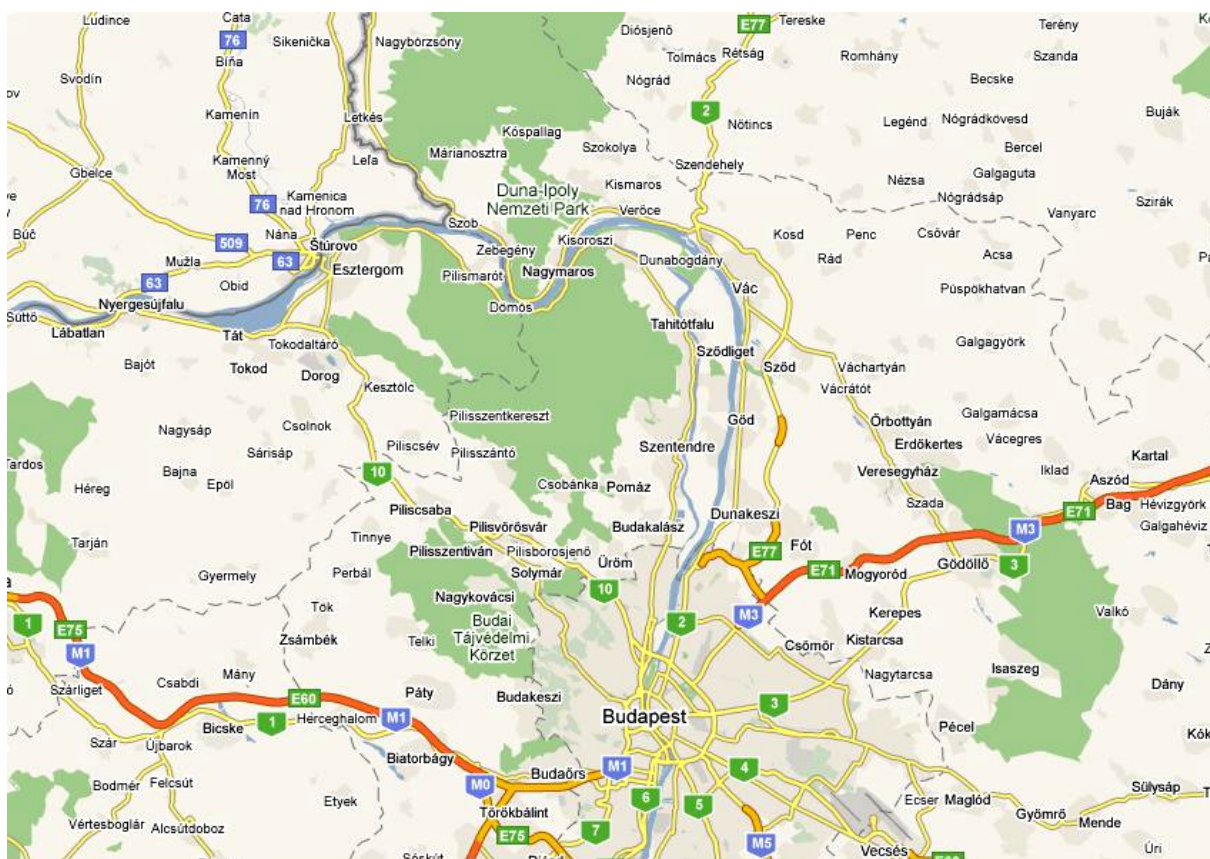 Ludince
Cata
E77
Tereske
Diósjenő
Terény
76
Sikenička
Nagybörzsöny
Tolmács
Rétság
Romhány
Szanda
Bíňa
Svodín
Nógrád
Becske
Kamenín
Letkés
2
Nőtincs
Legénd
Nógrádkövesd
Buják
Kóspallag
Bercel
Kamenný
Most
Leľa
Márianosztra
Szokolya
Szendehely
Gbelce
Galgaguta
Nézsa
Duna-Ipoly
Nemzeti Park
Kismaros
Nógrádsáp
Kamenica
nad Hronom
76
Szob
Verőce
Vanyarc
Szirák
Búč
Nána
509
Štúrovo
Zebegény
Kisoroszi
Kosd
Penc
Csővár
Mužla
63
Esztergom
Pilismarót
Nagymaros
Dunabogdány
Rád
Acsa
63
Obid
Vác
Püspökhatvan
Nyergesújfalu
Dömös
Süttő
Lábatlan
Tát
Tahitótfalu
Tokodaltáró
Sződliget
Galgagyörk
Bajót
Tokod
Dorog
Kesztölc
Sződ
Váchartyán
Vácrátót
Pilisszentkereszt
Göd
Galgamácsa
Nagysáp
Csolnok
Őrbottyán
Sárisáp
Piliscsév
Pilisszántó
Szentendre
Erdőkertes
Vácegres
Kartal
Tardos
Bajna
Epöl
10
Veresegyház
Iklad
Aszód
Héreg
Csobánka
Pomáz
Szada
Bag
Hévizgyörk
Piliscsaba
Pilisvörösvár
Budakalász
Dunakeszi
E71
Galgahévíz
M3
Tarján
Tinnye
Pilisszentiván
Pilisborosjenő
Üröm
E77
Fót
Gyermely
Perbál
Solymár
10
E71
Mogyoród
Gödöllő
3
Nagykovácsi
M3
Kerepes
Valkó
1
Tök
Budai
Tájvédelmi
Körzet
2
E75
Zsámbék
Telki
Csömör
Kistarcsa
M1
Nagytarcsa
Isaszeg
Szárliget
Csabdi
Mány
E60
Páty
Budakeszi
3
Dány
1
Herceghalom
M1
Budapest
Pécel
Bicske
Szár
Újbarok
Biatorbágy
M0
Budaörs
M1
4
Bodmér
Felcsút
Etyek
6
5
Ecser
Maglód
Sülysáp
Törökbálint
Gyömrő
Mende
Vértesboglár
Alcsútdoboz
E75
7
M5
Vecsés
Úri
Sóskút